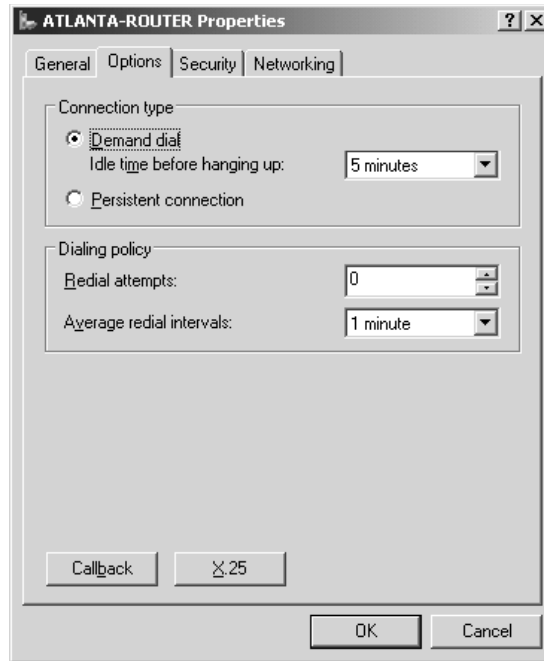 ATLANTA-ROUTER Properties
General Options Security Networking
Connection type
Demand dial
Idle time before hanging up: 5 minutes
Persistent connection
Dialing policy
Redial attempts: 0
Average redial intervals: 1 minute
Callback X.25
OK Cancel